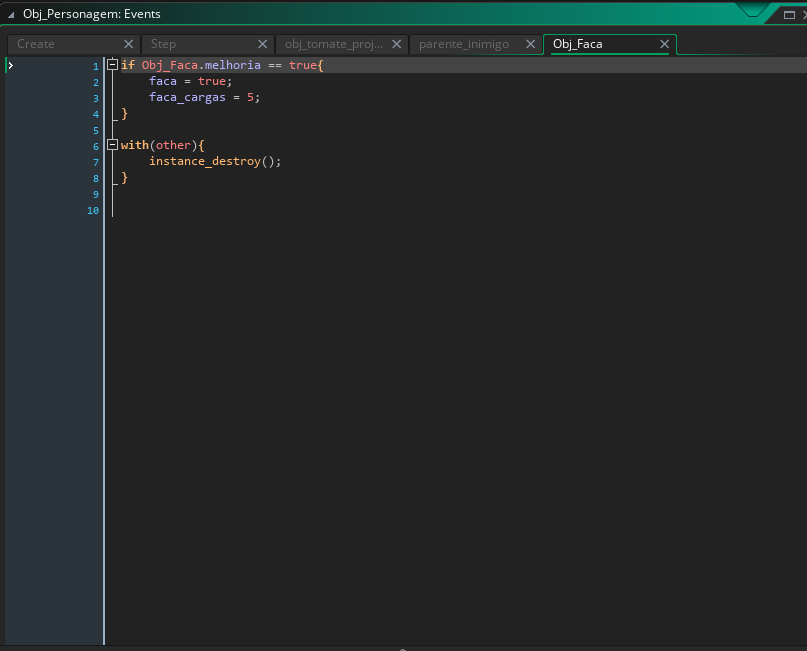 Obj_Personagem: Events
Create Step obj_tomate_proj... parente_inimigo Obj_Faca
1 if Obj_Faca.melhoria == true{
2 faca = true;
3 faca_cargas = 5;
4 }
5
6 with(other){
7 instance_destroy();
8 }
9
10